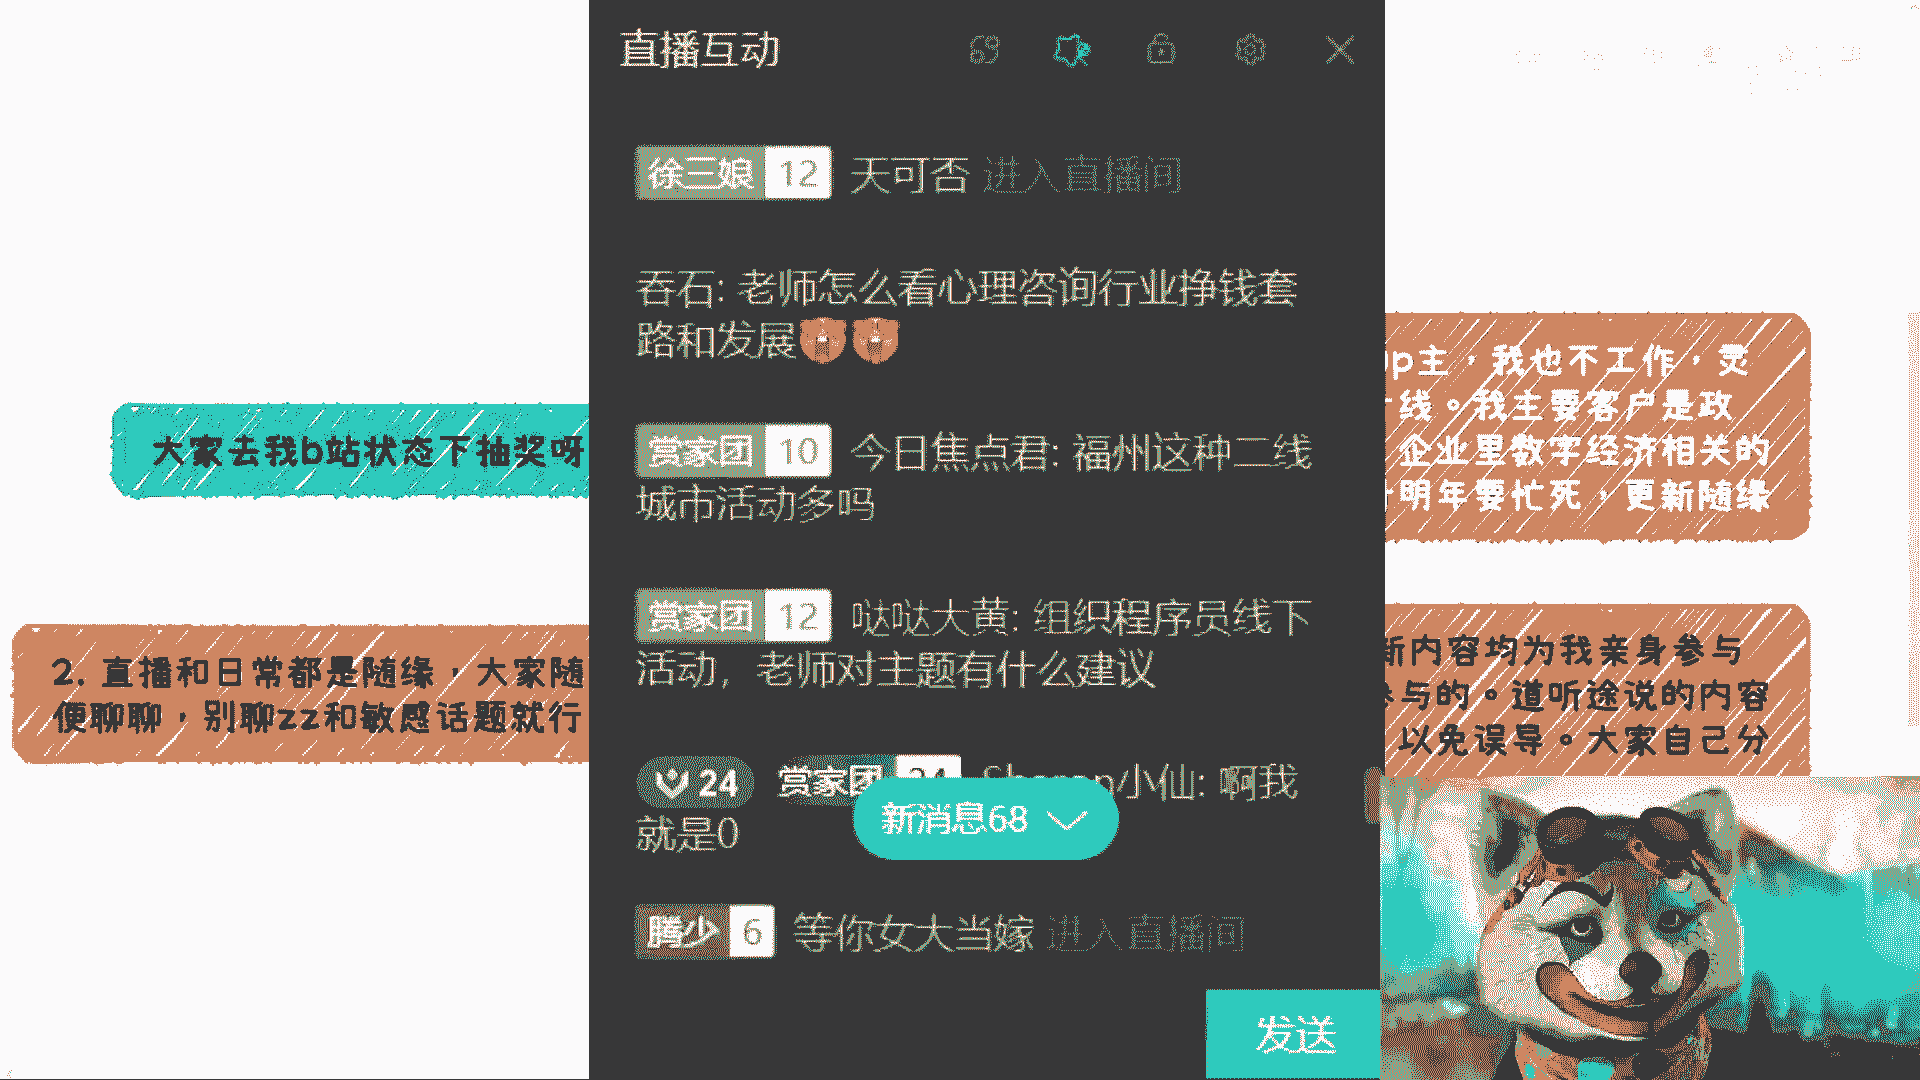 直播互动
徐三娘 12 天可否 进入直播间
吞石: 老师怎么看心理咨询行业挣钱套
路和发展
赏家团 10 今日焦点君: 福州这种二线
城市活动多吗
赏家团 12 哒哒大黄: 组织程序员线下
活动，老师对主题有什么建议
24 赏家团 24 小仙: 啊我
就是0
新消息68
腾少 6 等你女大当嫁 进入直播间
发送
大家去我b站状态下抽奖呀
2. 直播和日常都是随缘，大家随
便聊聊，别聊zz和敏感话题就行
p主，我也不工作，灵
线。我主要客户是政
企业里数字经济相关的
明年要忙死，更新随缘
新内容均为我亲身参与
参与的。道听途说的内容
以免误导。大家自己分